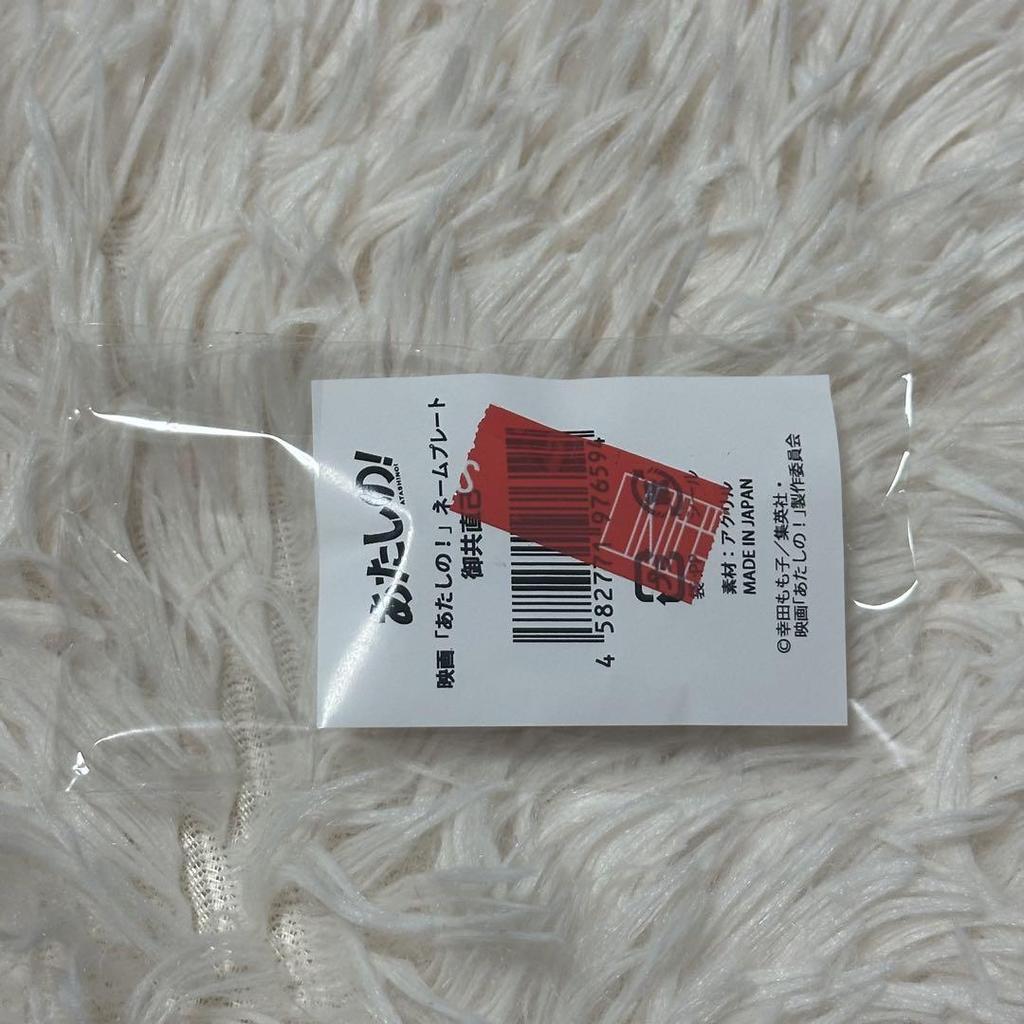 あたしの!
ATASHINO!
映画「あたしの!」ネームプレート
御共直己
4 58277 976594
素材:アクリル
MADE IN JAPAN
©幸田もも子/集英社・
映画「あたしの!」製作委員会